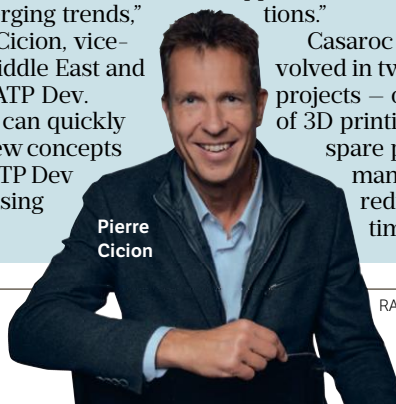 rging trends,”
Cicion, vice-
iddle East and
ATP Dev.
can quickly
ew concepts
TP Dev
sing
tions.”
Casaroc
volved in tw
projects – o
of 3D printi
spare p
man
red
tim
Pierre
Cicion
RA